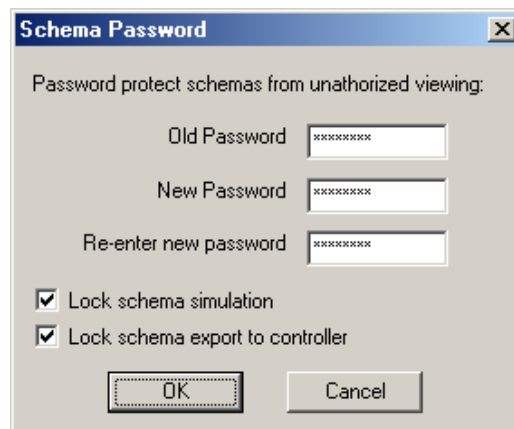 Schema Password
Password protect schemas from unathorized viewing:
Old Password ********
New Password ********
Re-enter new password ********
Lock schema simulation
Lock schema export to controller
OK Cancel